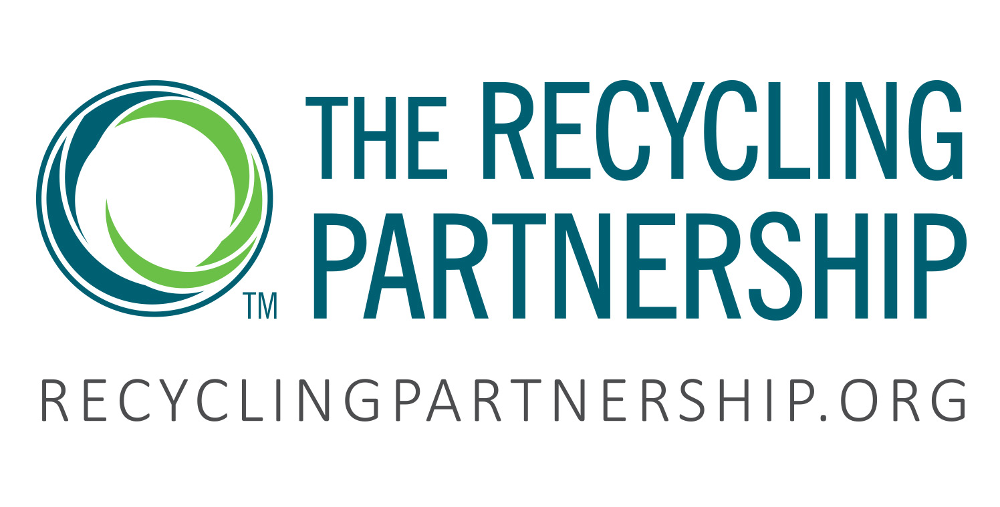 THE RECYCLING
PARTNERSHIP
TM
RECYCLINGPARTNERSHIP.ORG